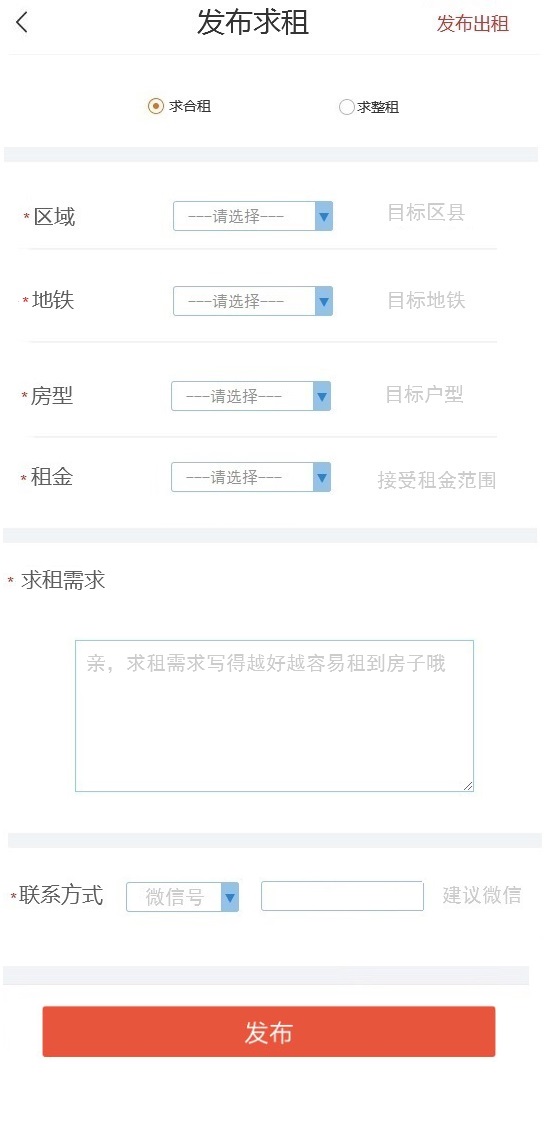 发布求租 发布出租
求合租 求整租
*区域 ---请选择--- 目标区县
*地铁 ---请选择--- 目标地铁
*房型 ---请选择--- 目标户型
*租金 ---请选择--- 接受租金范围
* 求租需求
亲，求租需求写得越好越容易租到房子哦
*联系方式 微信号 建议微信
发布